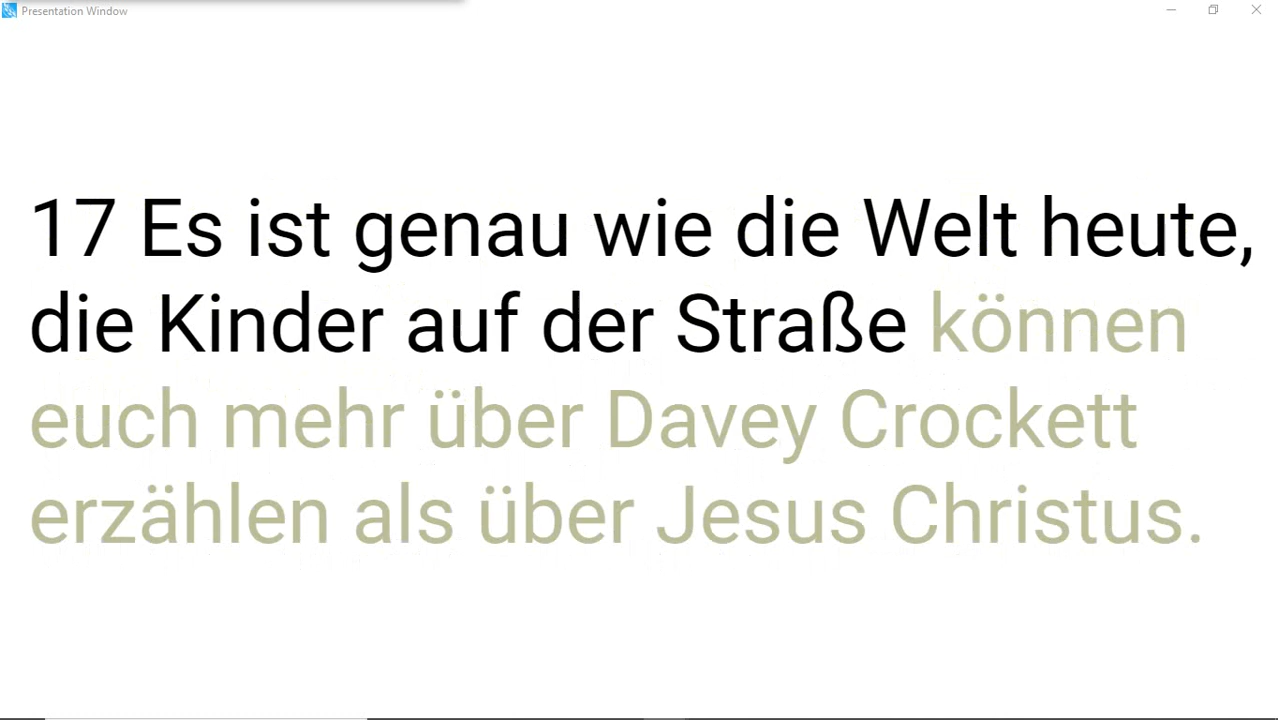 Presentation Window
17 Es ist genau wie die Welt heute,
die Kinder auf der Straße können
euch mehr über Davey Crockett
erzählen als über Jesus Christus.